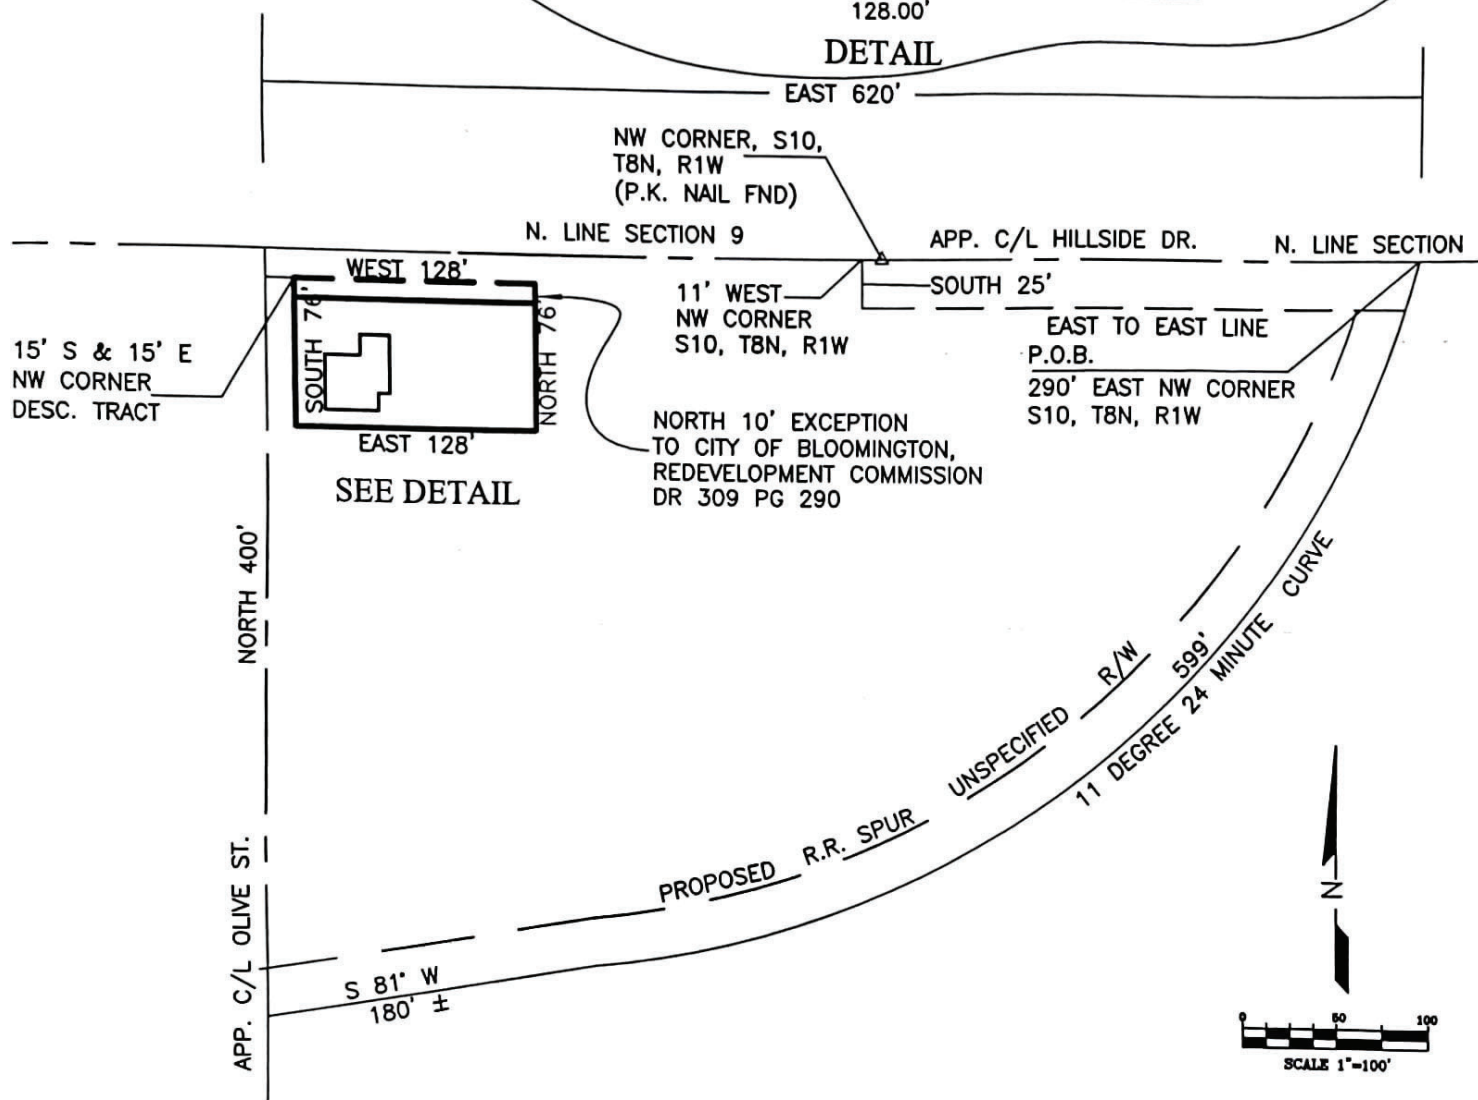 128.00'
DETAIL
EAST 620'
NW CORNER, S10,
T8N, R1W
(P.K. NAIL FND)
N. LINE SECTION 9
APP. C/L HILLSIDE DR.
N. LINE SECTION
WEST 128'
SOUTH 76'
NORTH 76'
EAST 128'
SEE DETAIL
15' S & 15' E
NW CORNER
DESC. TRACT
11' WEST
NW CORNER
S10, T8N, R1W
SOUTH 25'
EAST TO EAST LINE
P.O.B.
290' EAST NW CORNER
S10, T8N, R1W
NORTH 10' EXCEPTION
TO CITY OF BLOOMINGTON,
REDEVELOPMENT COMMISSION
DR 309 PG 290
NORTH 400'
APP. C/L OLIVE ST.
PROPOSED R.R. SPUR UNSPECIFIED R/W
599'
11 DEGREE 24 MINUTE CURVE
S 81° W
180' ±
N
0 50 100
SCALE 1"=100'